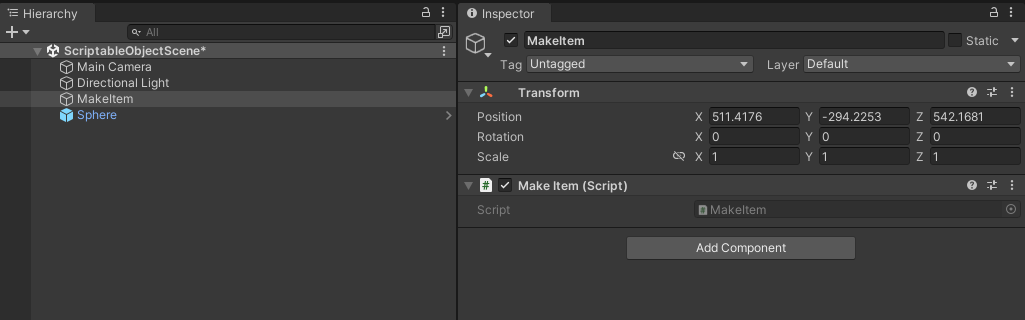 Hierarchy
All
ScriptableObjectScene*
Main Camera
Directional Light
MakeItem
Sphere
Inspector
MakeItem
Static
Tag Untagged Layer Default
Transform
Position X 511.4176 Y -294.2253 Z 542.1681
Rotation X 0 Y 0 Z 0
Scale X 1 Y 1 Z 1
# Make Item (Script)
Script # MakeItem
Add Component